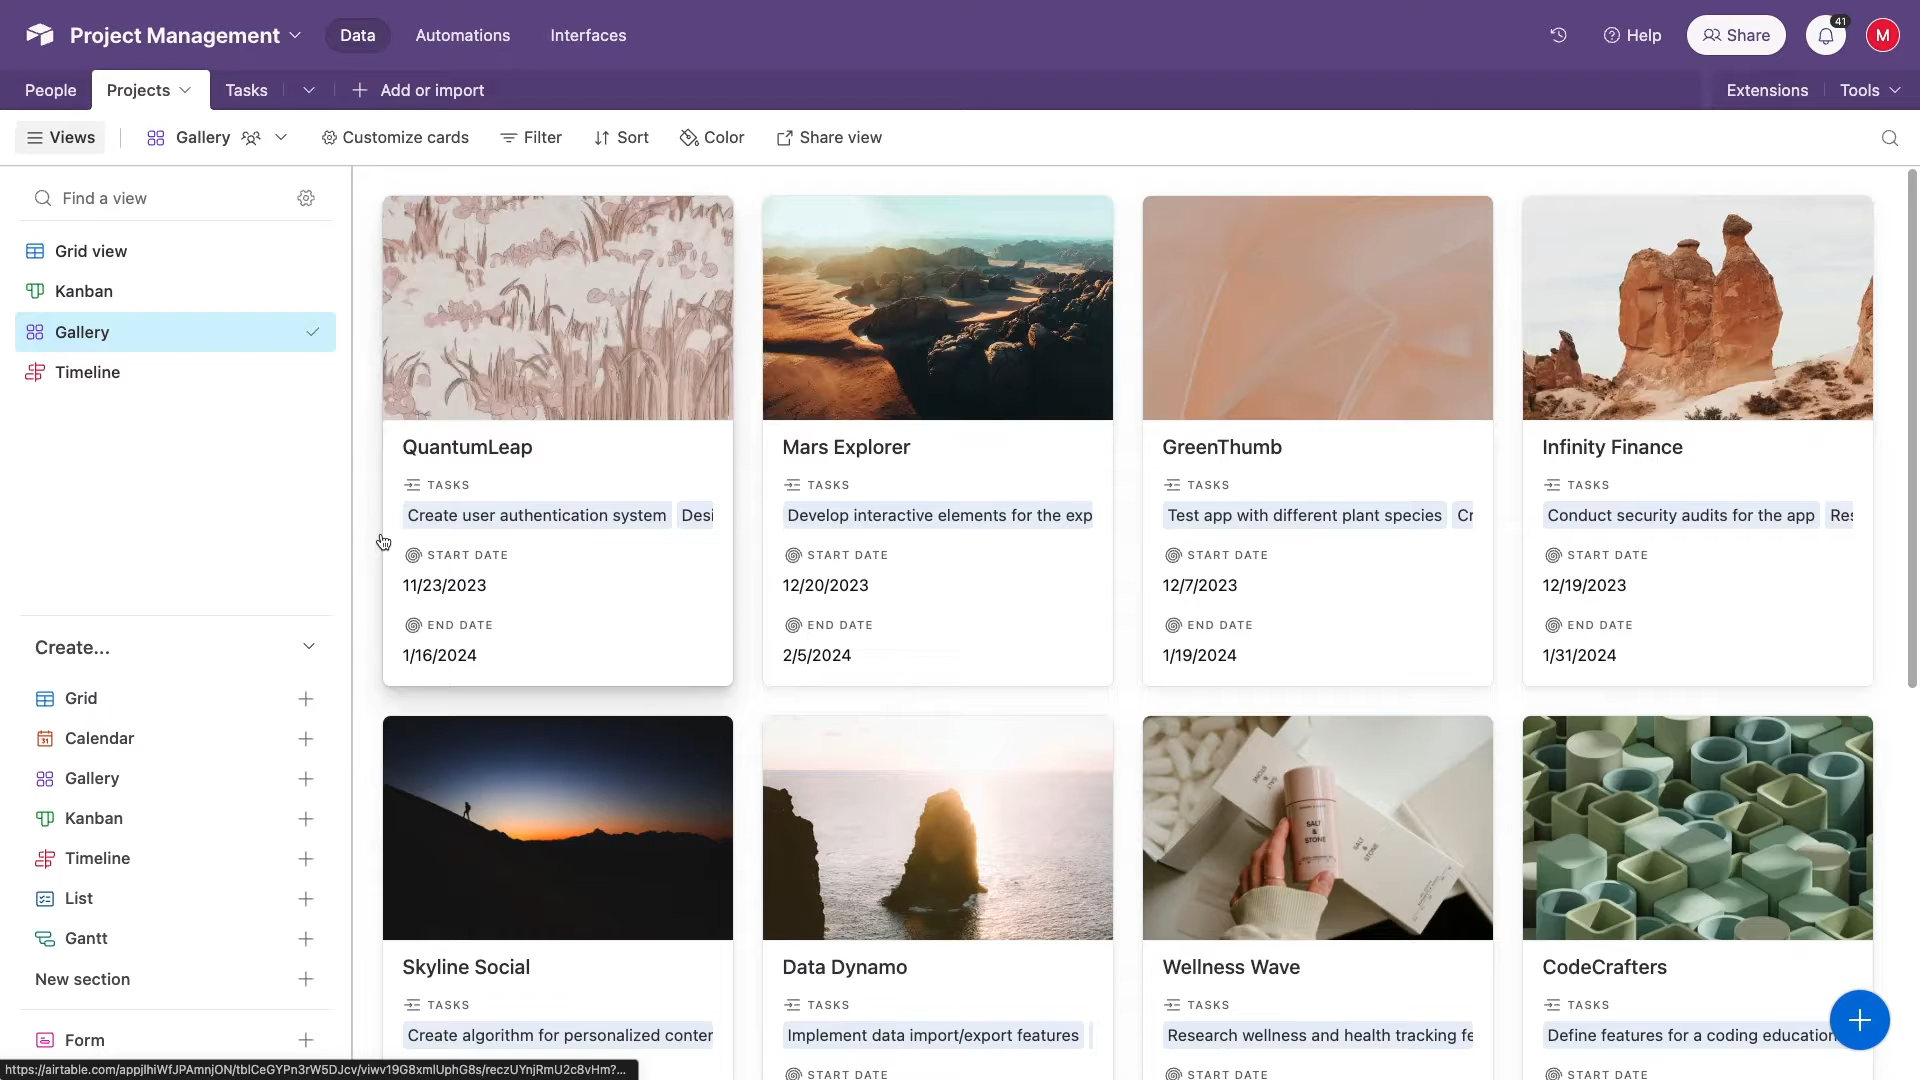 Project Management
Data
Automations
Interfaces
Help
Share
41
M
People
Projects
Tasks
Add or import
Extensions
Tools
Views
Gallery
Customize cards
Filter
Sort
Color
Share view
Find a view
Grid view
Kanban
Gallery
Timeline
Create...
Grid
Calendar
Gallery
Kanban
Timeline
List
Gantt
New section
Form
QuantumLeap
TASKS
Create user authentication system Desi
START DATE
11/23/2023
END DATE
1/16/2024
Mars Explorer
TASKS
Develop interactive elements for the exp
START DATE
12/20/2023
END DATE
2/5/2024
GreenThumb
TASKS
Test app with different plant species Cr
START DATE
12/7/2023
END DATE
1/19/2024
Infinity Finance
TASKS
Conduct security audits for the app Res
START DATE
12/19/2023
END DATE
1/31/2024
Skyline Social
TASKS
Create algorithm for personalized conter
Data Dynamo
TASKS
Implement data import/export features
START DATE
SALT
&
STONE
SALT
&
STONE
Wellness Wave
TASKS
Research wellness and health tracking fe
START DATE
CodeCrafters
TASKS
Define features for a coding education
START DATE
https://airtable.com/appjlhiWfJPAmnjON/tblCeGYPn3rW5DJcv/viwv19G8xmlUphG8s/reczUYnjRmU2c8vHm?...